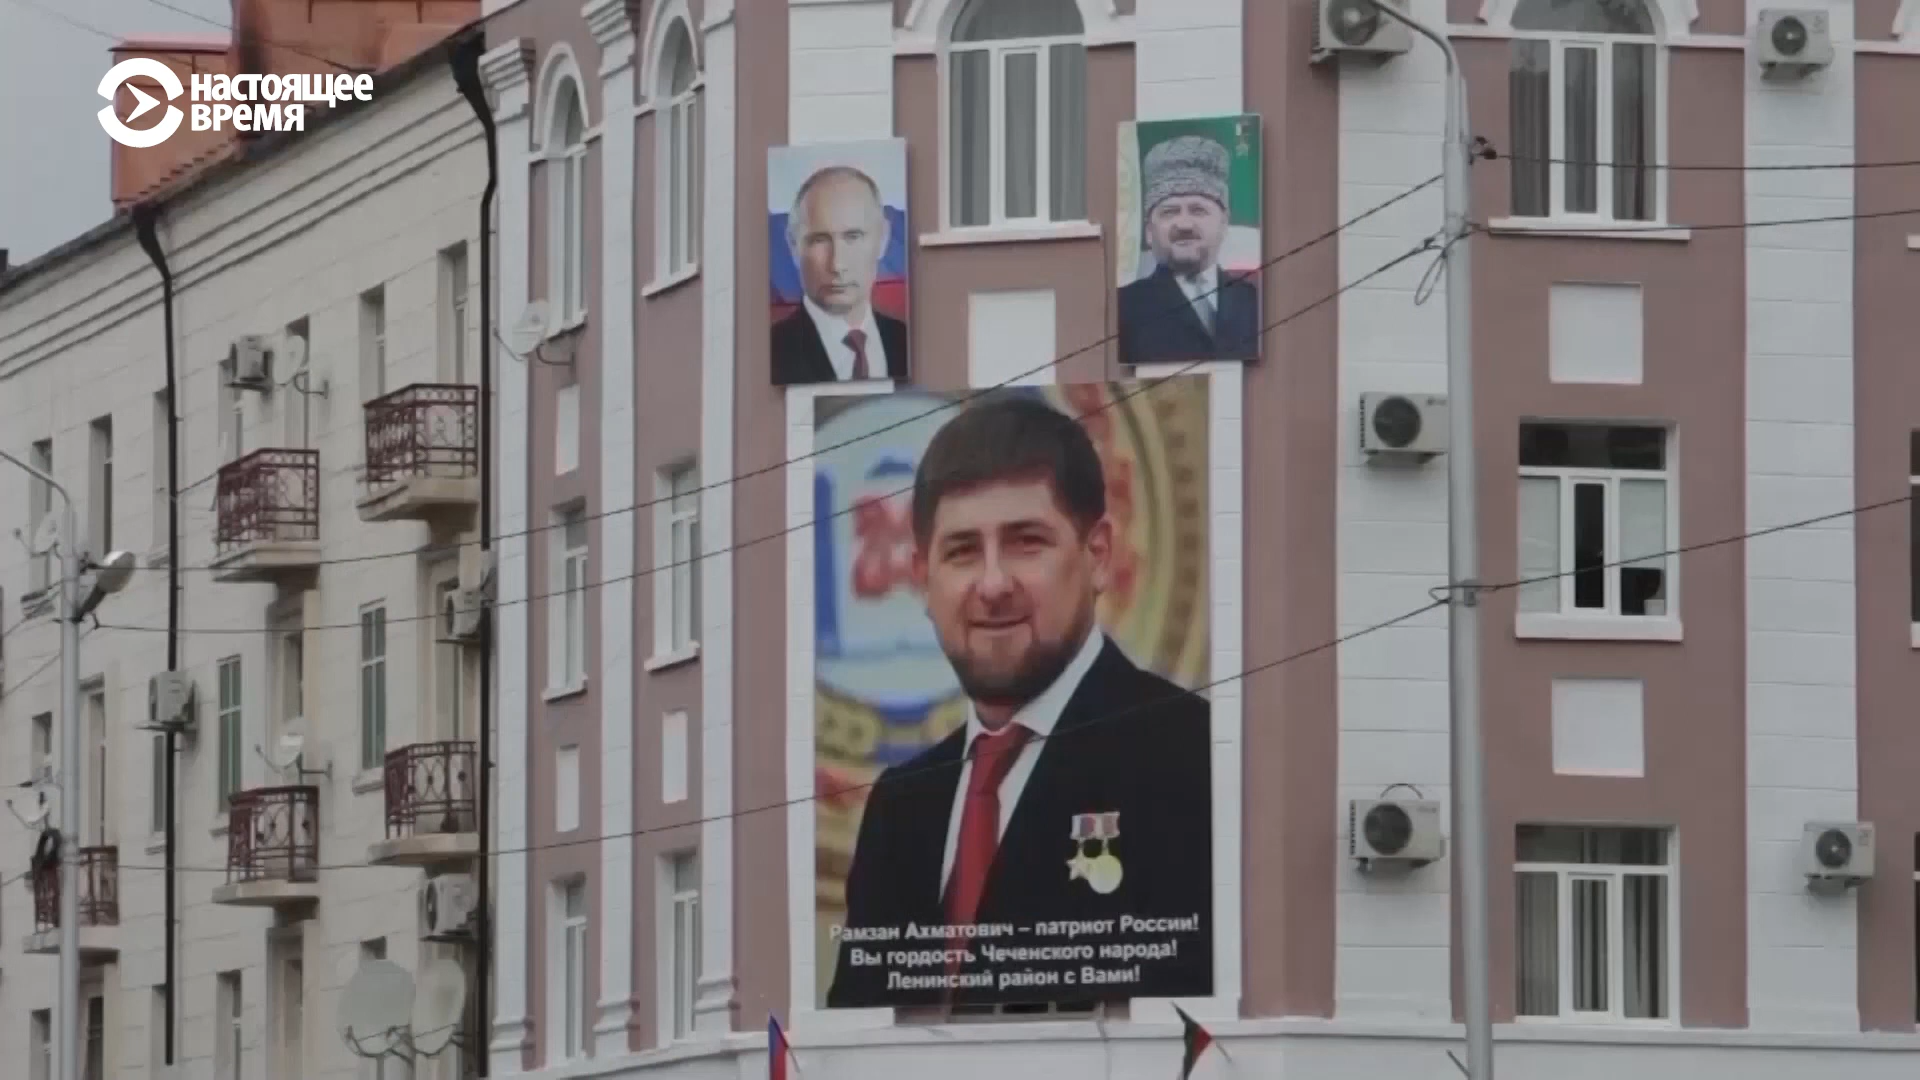 НАСТОЯЩЕЕ
ВРЕМЯ
Рамзан Ахматович – патриот России!
Вы гордость Чеченского народа!
Ленинский район с Вами!